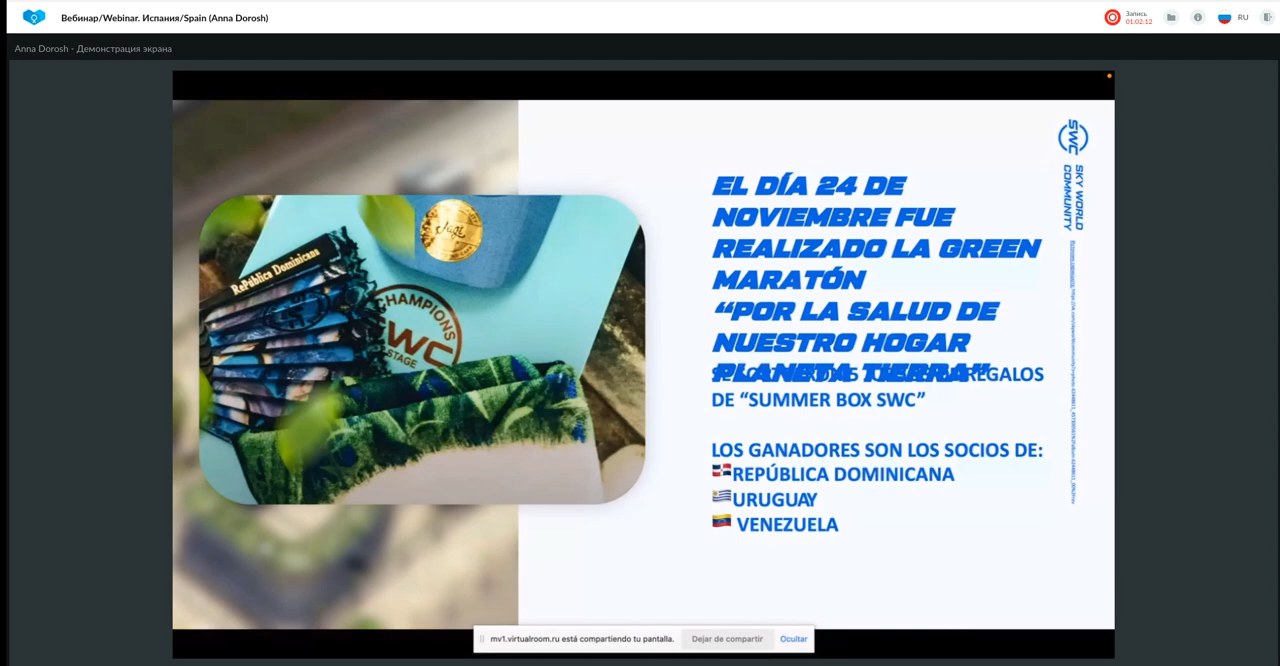 Вебинар/Webinar. Испания/Spain (Anna Dorosh)
Запись
01:02:12
RU
Anna Dorosh - Демонстрация экрана
RePública Dominicana
CHAMPIONS
SWC
STAGE
EL DÍA 24 DE
NOVIEMBRE FUE
REALIZADO LA GREEN
MARATÓN
“POR LA SALUD DE
NUESTRO HOGAR
PLANETA TIERRA”
REGALOS
DE “SUMMER BOX SWC”
LOS GANADORES SON LOS SOCIOS DE:
REPÚBLICA DOMINICANA
URUGUAY
VENEZUELA
SWC
SKY WORLD
COMMUNITY
mv1.virtualroom.ru está compartiendo tu pantalla.
Dejar de compartir
Ocultar